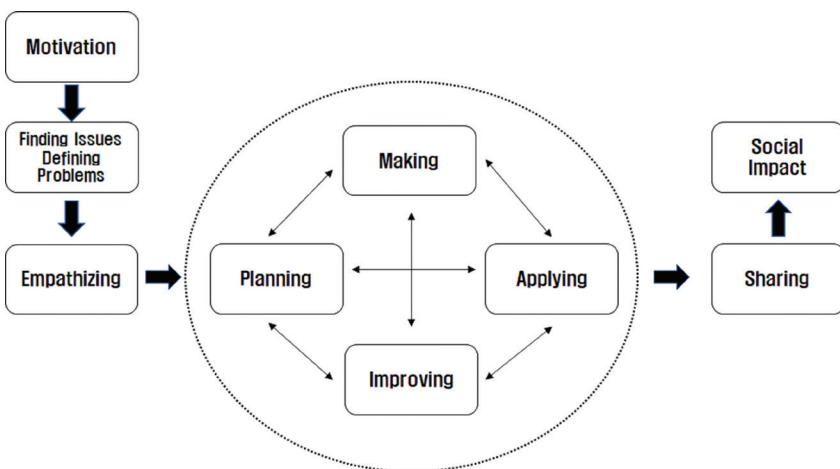 Motivation
Finding Issues
Defining
Problems
Empathizing
Making
Planning
Applying
Improving
Social
Impact
Sharing